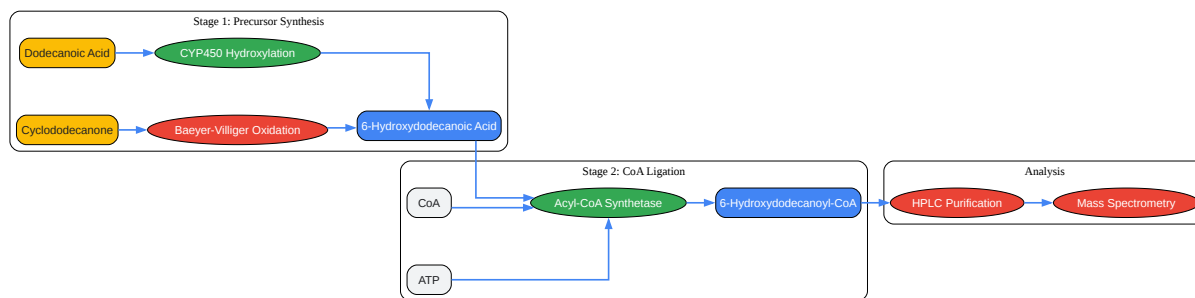 Stage 1: Precursor Synthesis
Dodecanoic Acid
CYP450 Hydroxylation
Cyclododecanone
Baeyer-Villiger Oxidation
6-Hydroxydodecanoic Acid
Stage 2: CoA Ligation
CoA
Acyl-CoA Synthetase
6-Hydroxydodecanoyl-CoA
ATP
Analysis
HPLC Purification
Mass Spectrometry